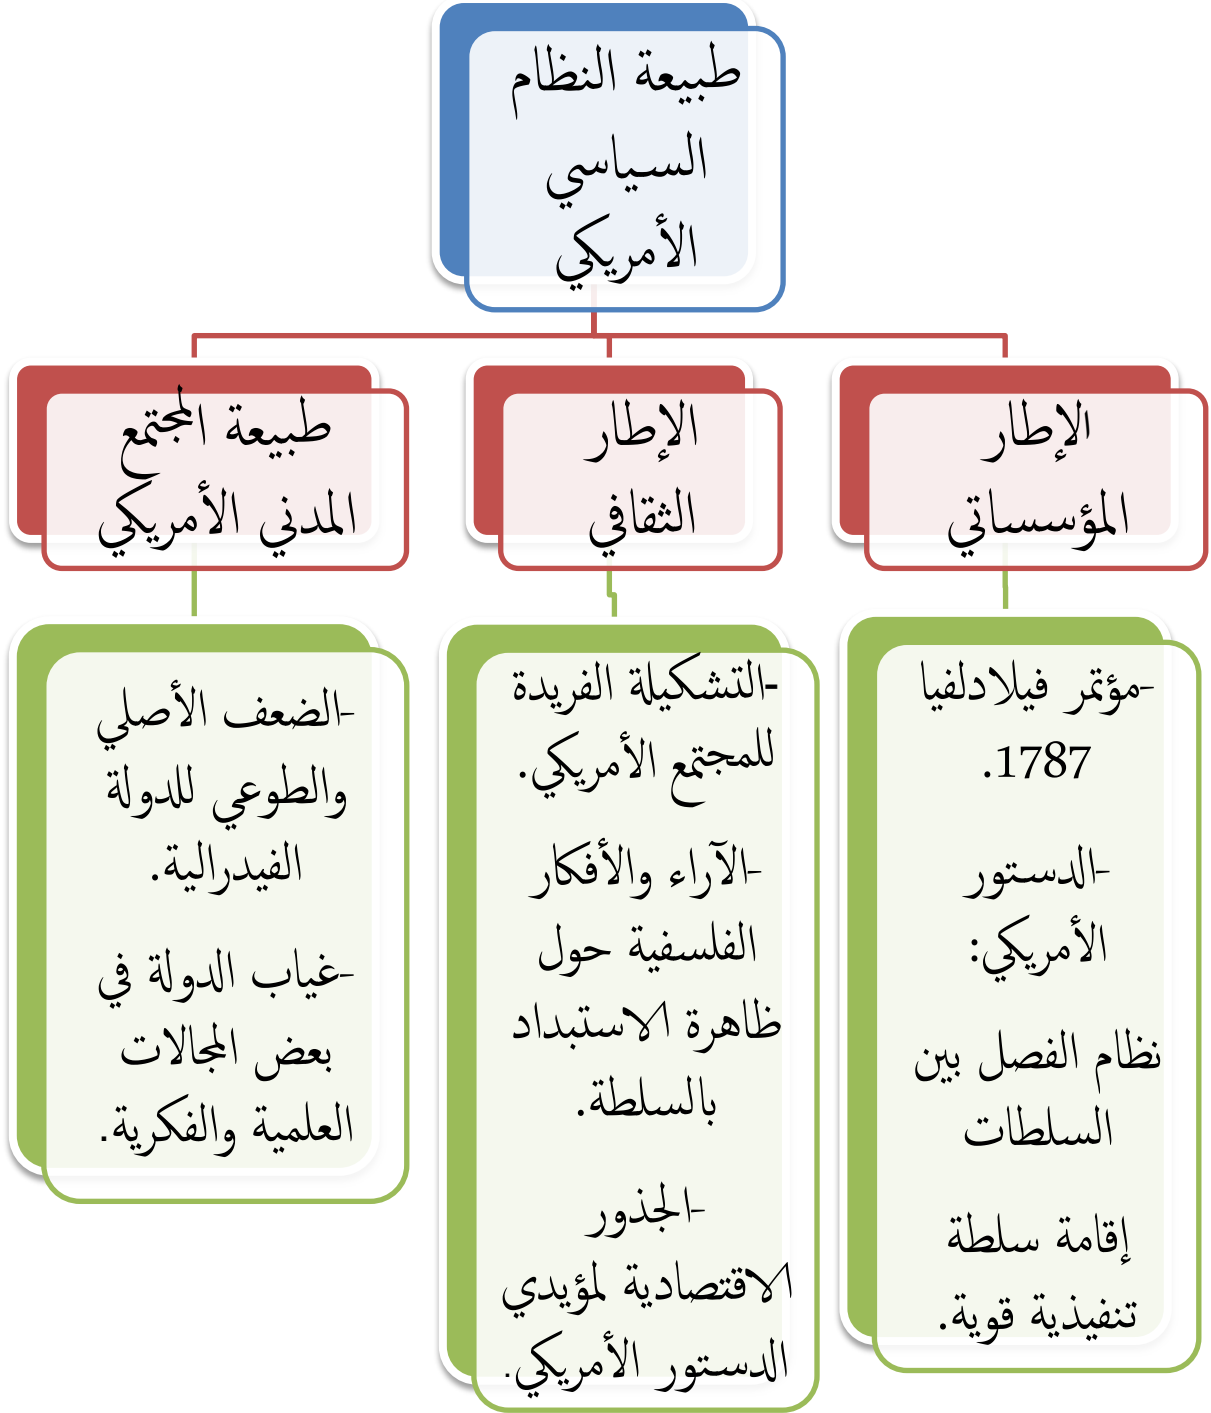 طبيعة النظام
السياسي
الأمريكي
الإطار
المؤسساتي
الإطار
الثقافي
طبيعة المجتمع
المدني الأمريكي
-مؤتمر فيلادلفيا
1787.
-الدستور
الأمريكي:
نظام الفصل بين
السلطات
إقامة سلطة
تنفيذية قوية.
-التشكيلة الفريدة
للمجتمع الأمريكي.
-الآراء والأفكار
الفلسفية حول
ظاهرة الاستبداد
بالسلطة.
-الجذور
الاقتصادية لمؤيدي
الدستور الأمريكي.
-الضعف الأصلي
والطوعي للدولة
الفيدرالية.
-غياب الدولة في
بعض المجالات
العلمية والفكرية.